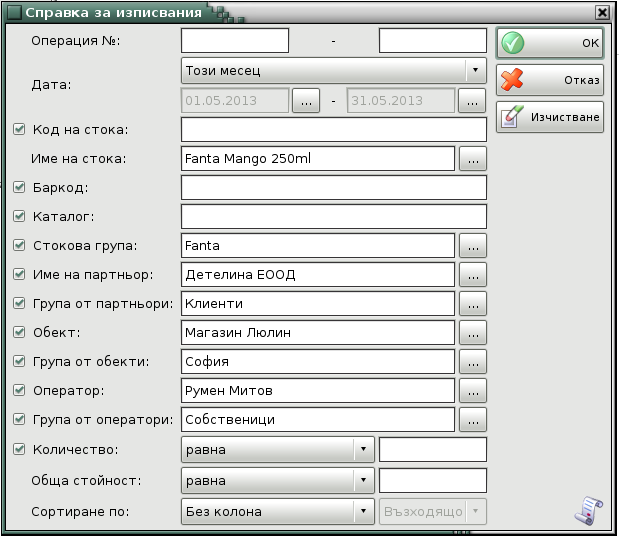 Справка за изписвания
Операция №: -
ОК
Дата: Този месец
01.05.2013 ... - 31.05.2013 ...
Отказ
Изчистване
Код на стока:
Име на стока: Fanta Mango 250ml ...
Баркод:
Каталог:
Стокова група: Fanta ...
Име на партньор: Детелина ЕООД ...
Група от партньори: Клиенти ...
Обект: Магазин Люлин ...
Група от обекти: София ...
Оператор: Румен Митов ...
Група от оператори: Собственици ...
Количество: равна
Обща стойност: равна
Сортиране по: Без колона Възходящо